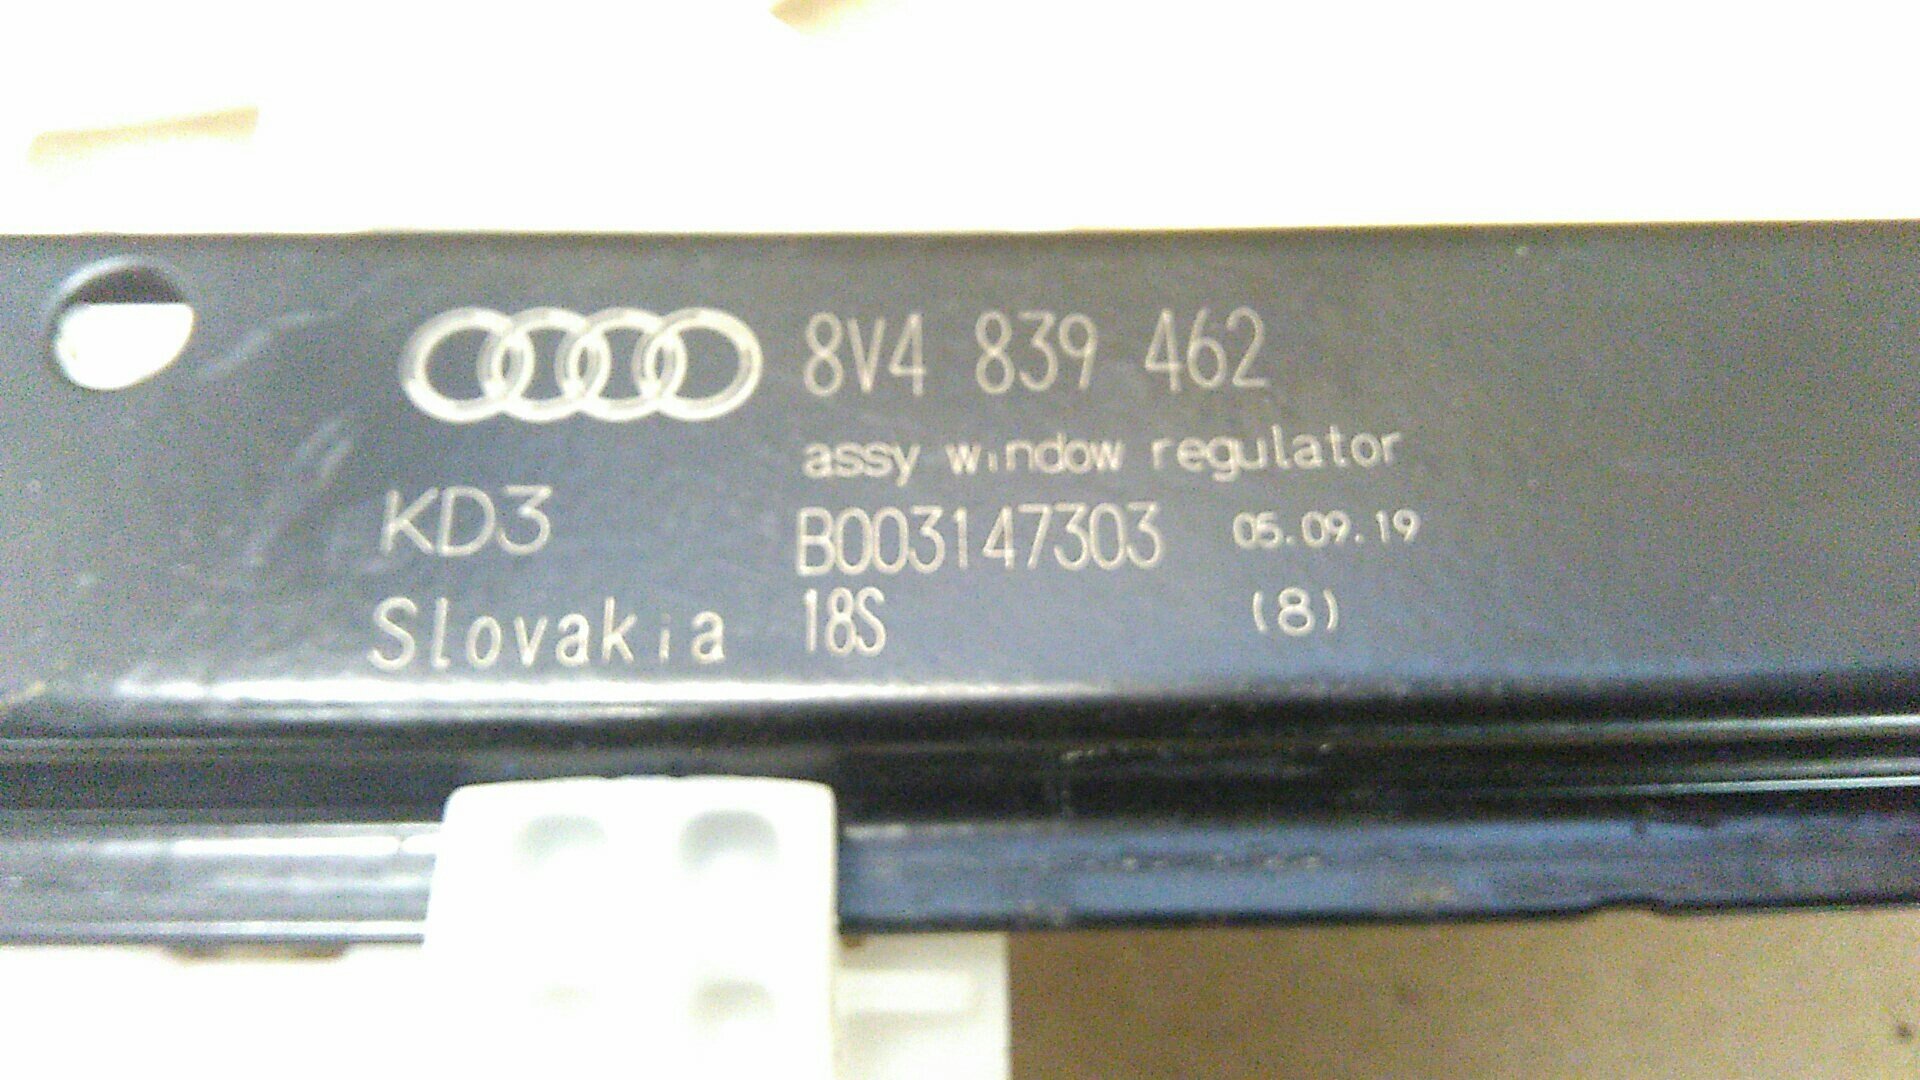 8V4 839 462
assy window regulator
KD3 B003147303 05.09.19
Slovakia 18S (8)